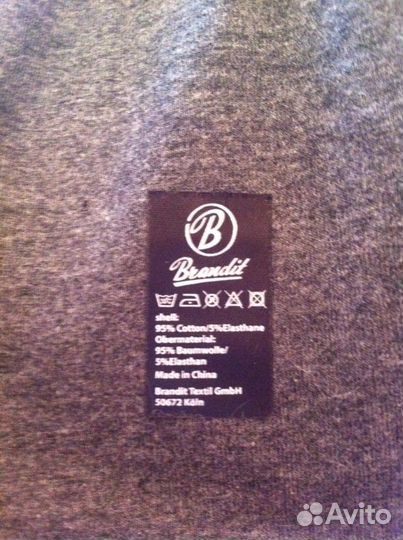 B
Brandit
shell:
95% Cotton/5%Elasthane
Obermaterial:
95% Baumwolle/
5%Elasthan
Made in China
Brandit Textil GmbH
50672 Köln
Avito